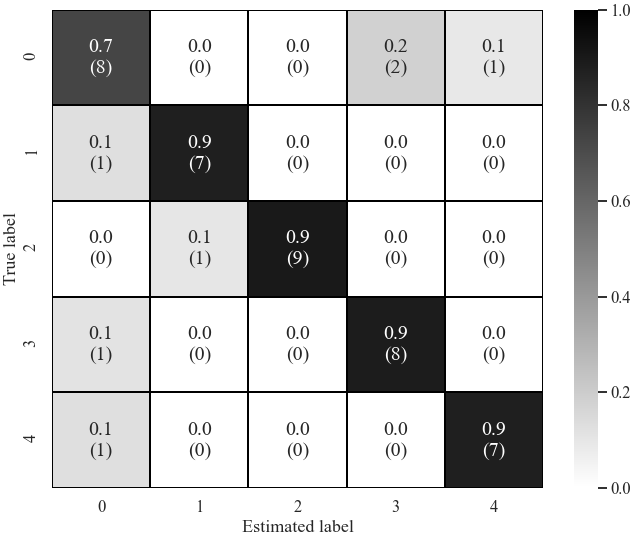 0.7 0.0 0.0 0.2 0.1
0 (8) (0) (0) (2) (1)
0.1 0.9 0.0 0.0 0.0
1 (1) (7) (0) (0) (0)
0.0 0.1 0.9 0.0 0.0
2 (0) (1) (9) (0) (0)
0.1 0.0 0.0 0.9 0.0
3 (1) (0) (0) (8) (0)
0.1 0.0 0.0 0.0 0.9
4 (1) (0) (0) (0) (7)
True label
0 1 2 3 4
Estimated label
1.0
0.8
0.6
0.4
0.2
0.0